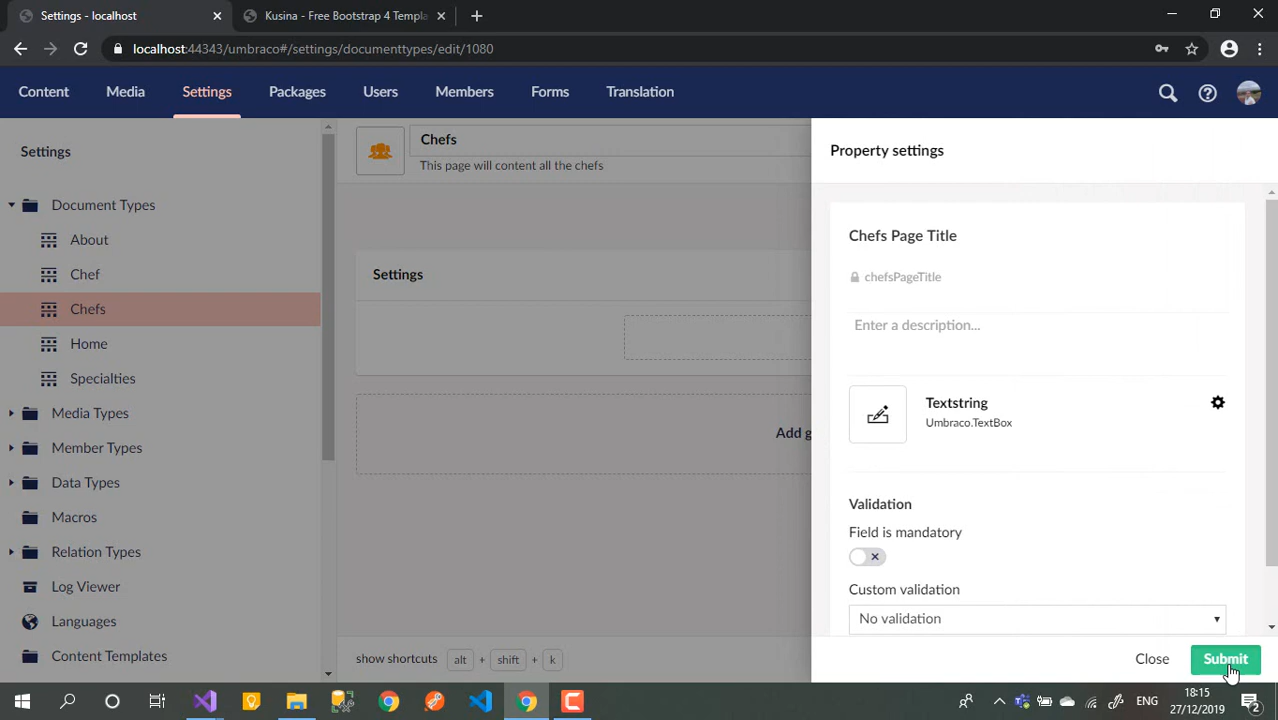 Settings - localhost
Kusina - Free Bootstrap 4 Templa
localhost:44343/umbraco#/settings/documenttypes/edit/1080
Content
Media
Settings
Packages
Users
Members
Forms
Translation
Settings
Document Types
About
Chef
Chefs
Home
Specialties
Media Types
Member Types
Data Types
Macros
Relation Types
Log Viewer
Languages
Content Templates
Chefs
This page will content all the chefs
Settings
Add g
show shortcuts alt + shift + k
Property settings
Chefs Page Title
chefsPageTitle
Enter a description...
Textstring
Umbraco.TextBox
Validation
Field is mandatory
Custom validation
No validation
Close
Submit
ENG
18:15
27/12/2019
2